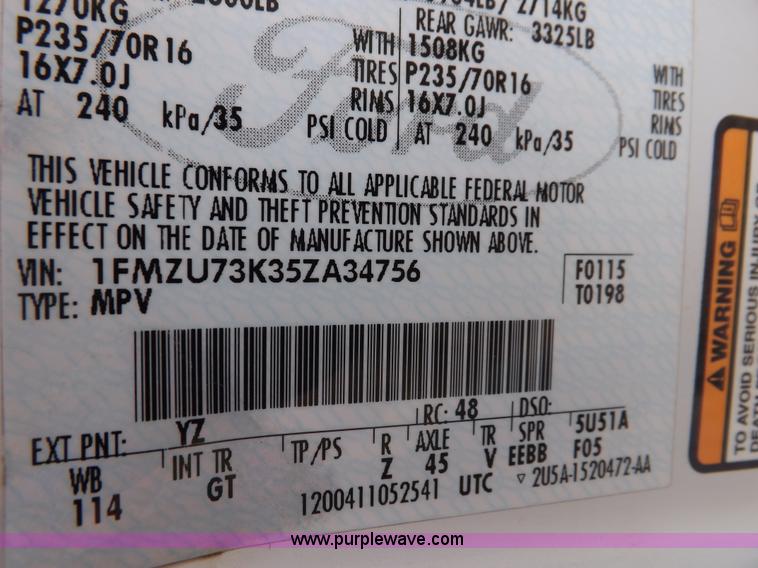 1270KG
P235/70R16 WITH
16X7.0J TIRES
RIMS
AT 240 kPa/35 PSI COLD
2714KG
REAR GAWR: 3325LB
1508KG
P235/70R16 WITH
16X7.0J TIRES
RIMS
AT 240 kPa/35 PSI COLD
Ford
THIS VEHICLE CONFORMS TO ALL APPLICABLE FEDERAL MOTOR
VEHICLE SAFETY AND THEFT PREVENTION STANDARDS IN
EFFECT ON THE DATE OF MANUFACTURE SHOWN ABOVE.
VIN: 1FMZU73K35ZA34756
F0115
TYPE: MPV
T0198
EXT PNT: YZ
RC: 48 DSO:
WB INT TR TP/PS R AXLE TR SPR 5U51A
114 GT Z 45 V EEBB F05
1200411052541 UTC ▽ 2U5A-1520472-AA
WARNING
TO AVOID SERIOUS INJURY OR
www.purplewave.com